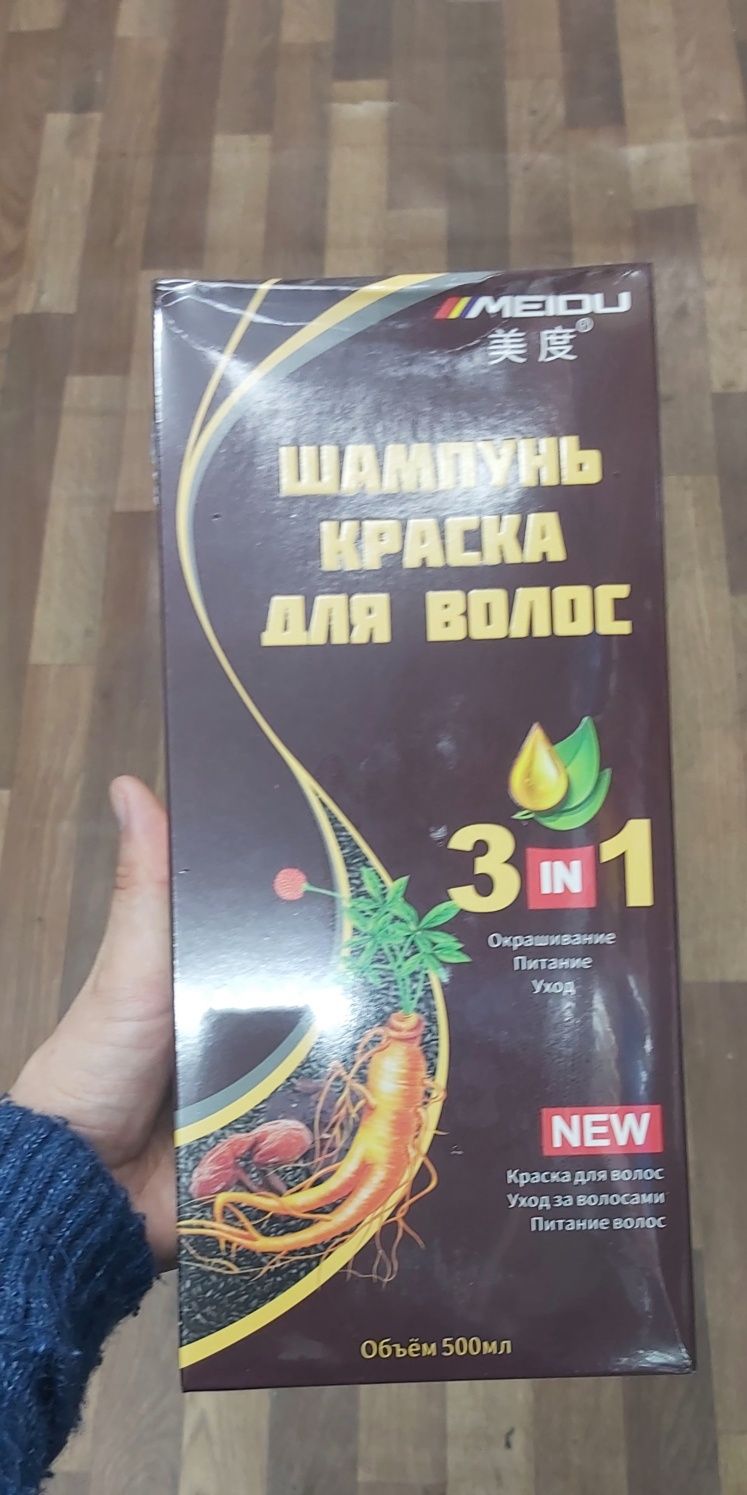 MEIDU
美度®
ШАМПУНЬ
КРАСКА
ДЛЯ ВОЛОС
3 IN 1
Окрашивание
Питание
Уход
NEW
Краска для волос
Уход за волосами
Питание волос
Объём 500мл